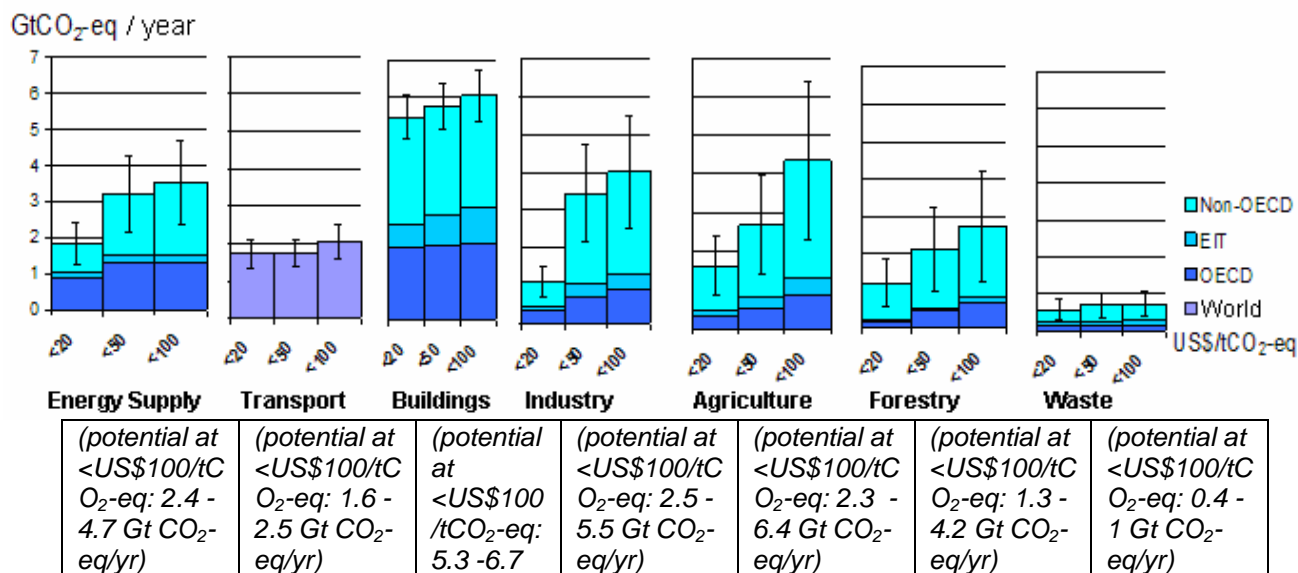 GtCO₂-eq / year
7
6
5
4
3
2
1
0
<20 <50 <100
<20 <50 <100
<20 <50 <100
<20 <50 <100
<20 <50 <100
<20 <50 <100
<20 <50 <100
Non-OECD
EIT
OECD
World
US$/tCO₂-eq
Energy Supply Transport Buildings Industry Agriculture Forestry Waste
(potential at
<US$100/tC
O₂-eq: 2.4 -
4.7 Gt CO₂-
eq/yr)
(potential at
<US$100/tC
O₂-eq: 1.6 -
2.5 Gt CO₂-
eq/yr)
(potential
at
<US$100
/tCO₂-eq:
5.3 -6.7
(potential at
<US$100/tC
O₂-eq: 2.5 -
5.5 Gt CO₂-
eq/yr)
(potential at
<US$100/tC
O₂-eq: 2.3 -
6.4 Gt CO₂-
eq/yr)
(potential at
<US$100/tC
O₂-eq: 1.3 -
4.2 Gt CO₂-
eq/yr)
(potential at
<US$100/tC
O₂-eq: 0.4 -
1 Gt CO₂-
eq/yr)